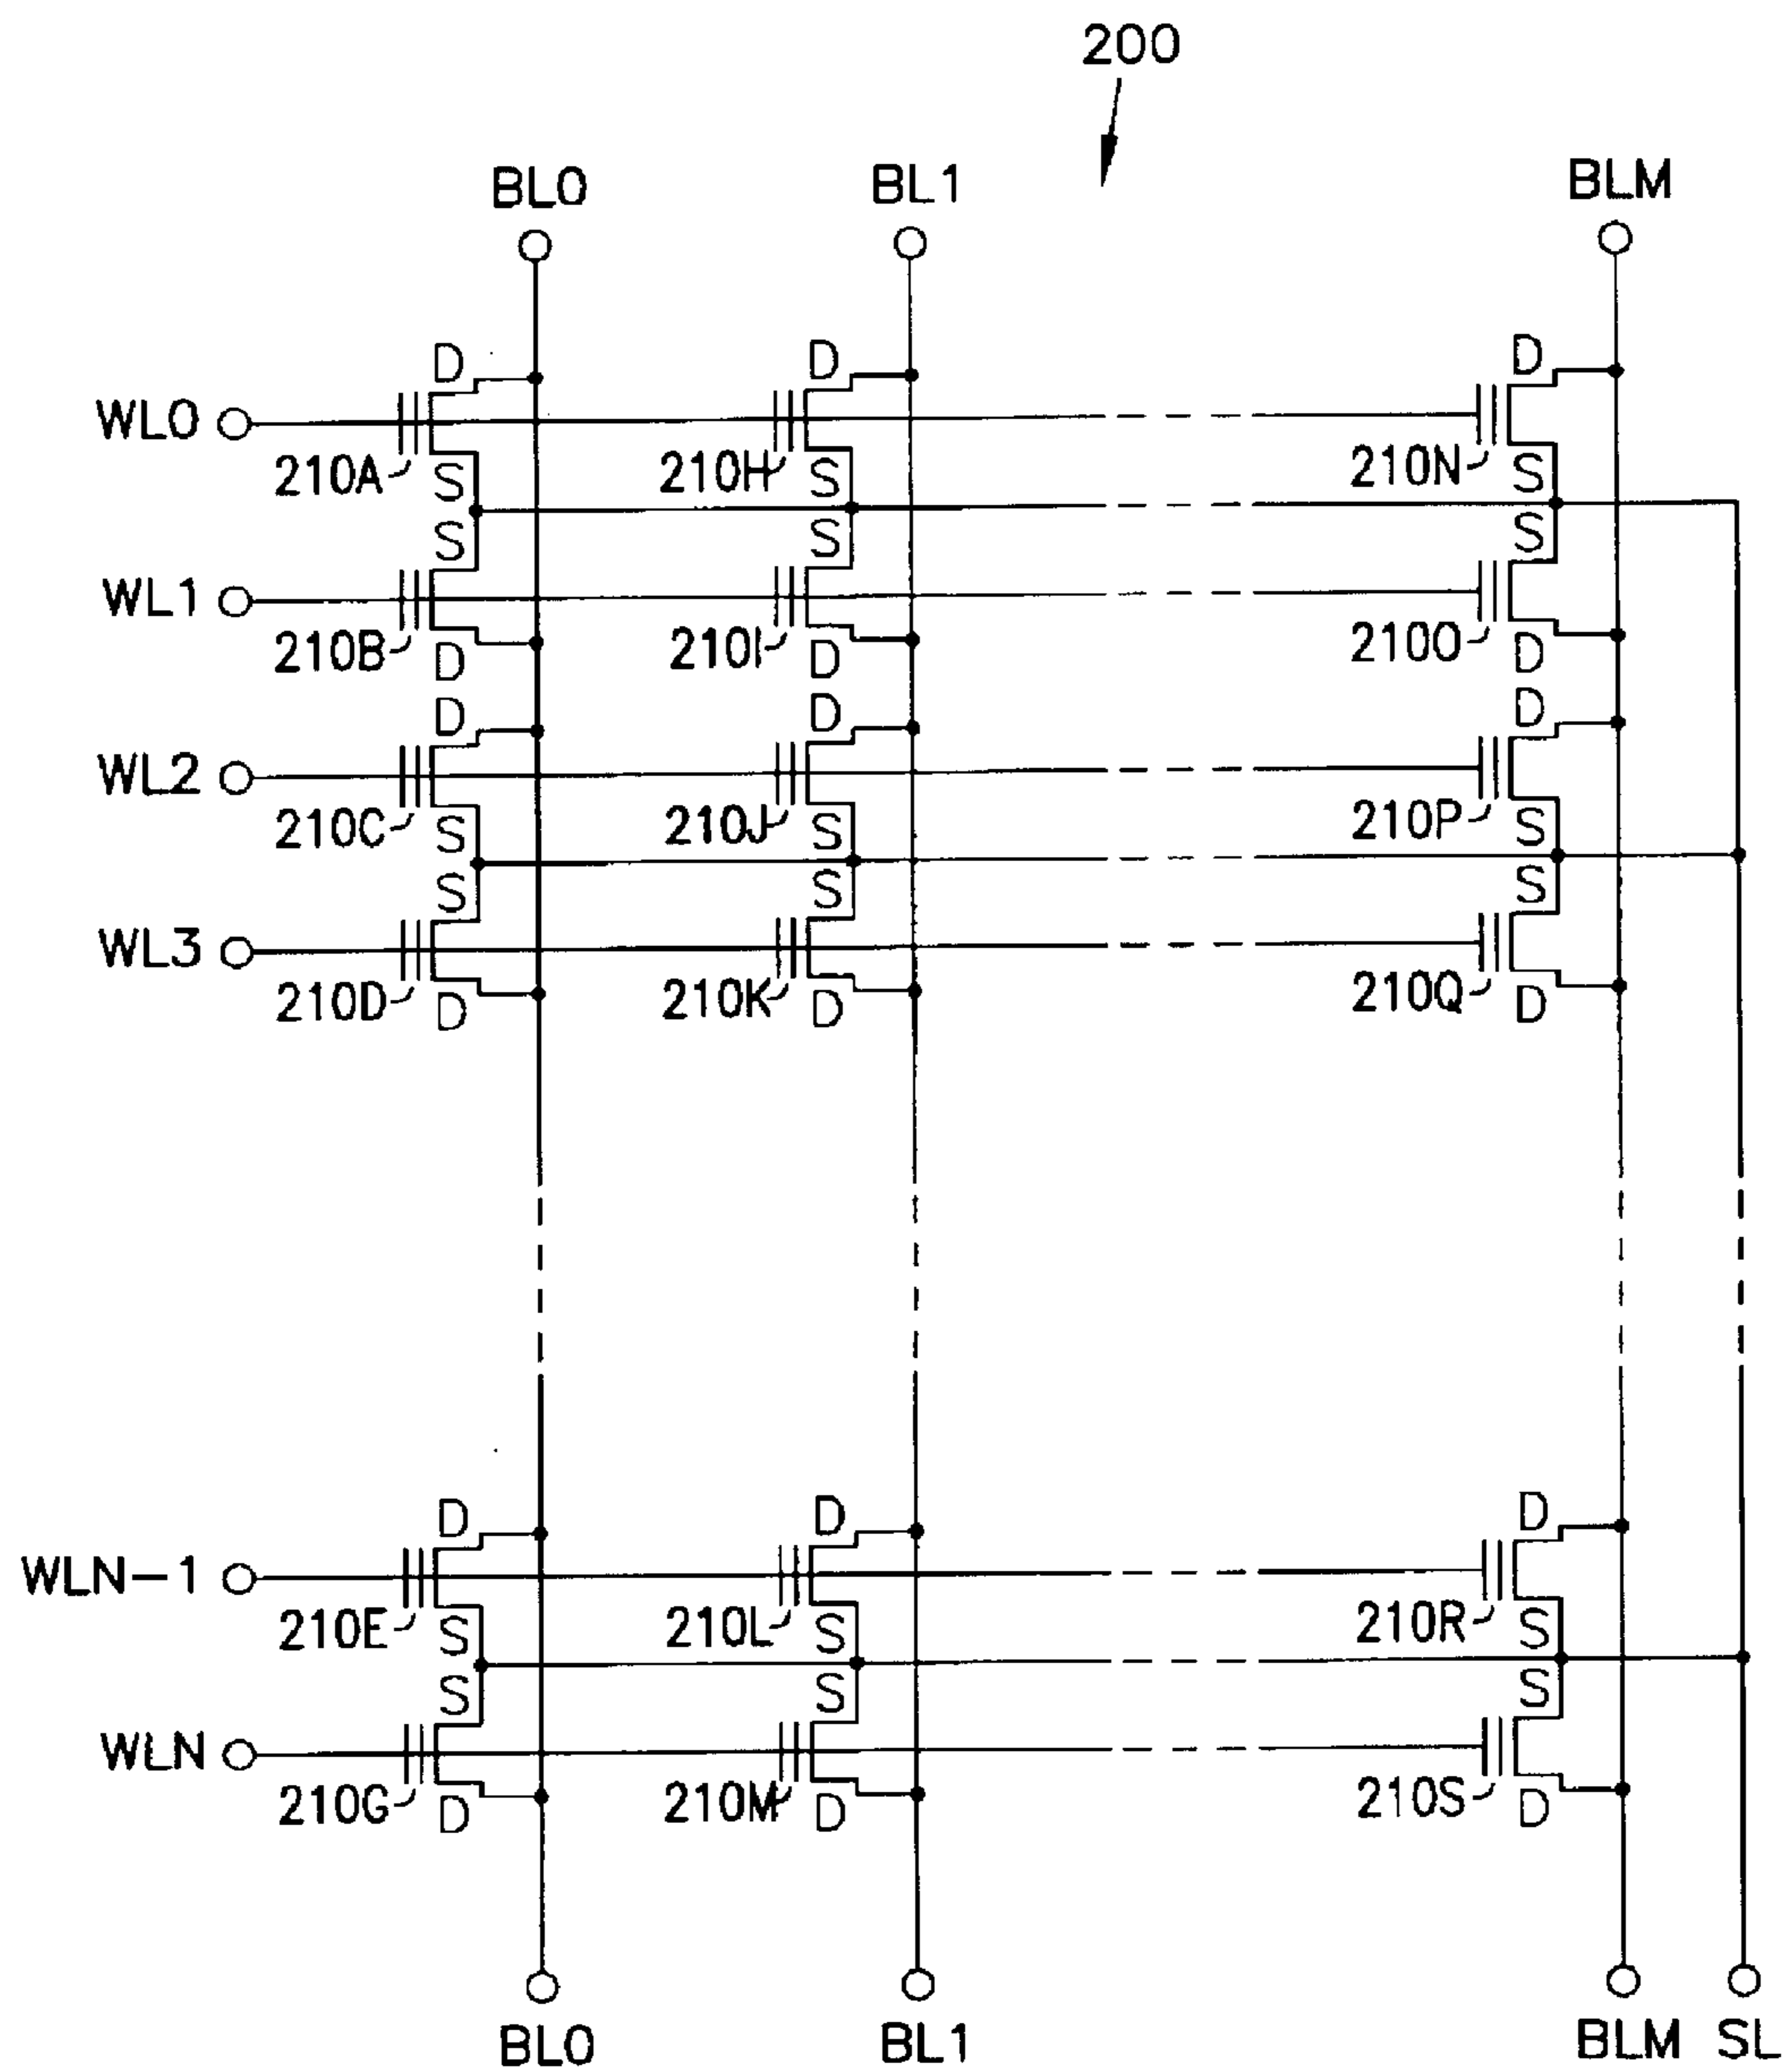 200
BL0 BL1 BLM
D D D
WL0
210A S 210H S 210N S
S S S
WL1
210B D 210I D 210O D
D D D
WL2
210C S 210J S 210P S
S S S
WL3
210D D 210K D 210Q D
D D D
WLN-1
210E S 210L S 210R S
S S S
WLN
210G D 210M D 210S D
BL0 BL1 BLM SL